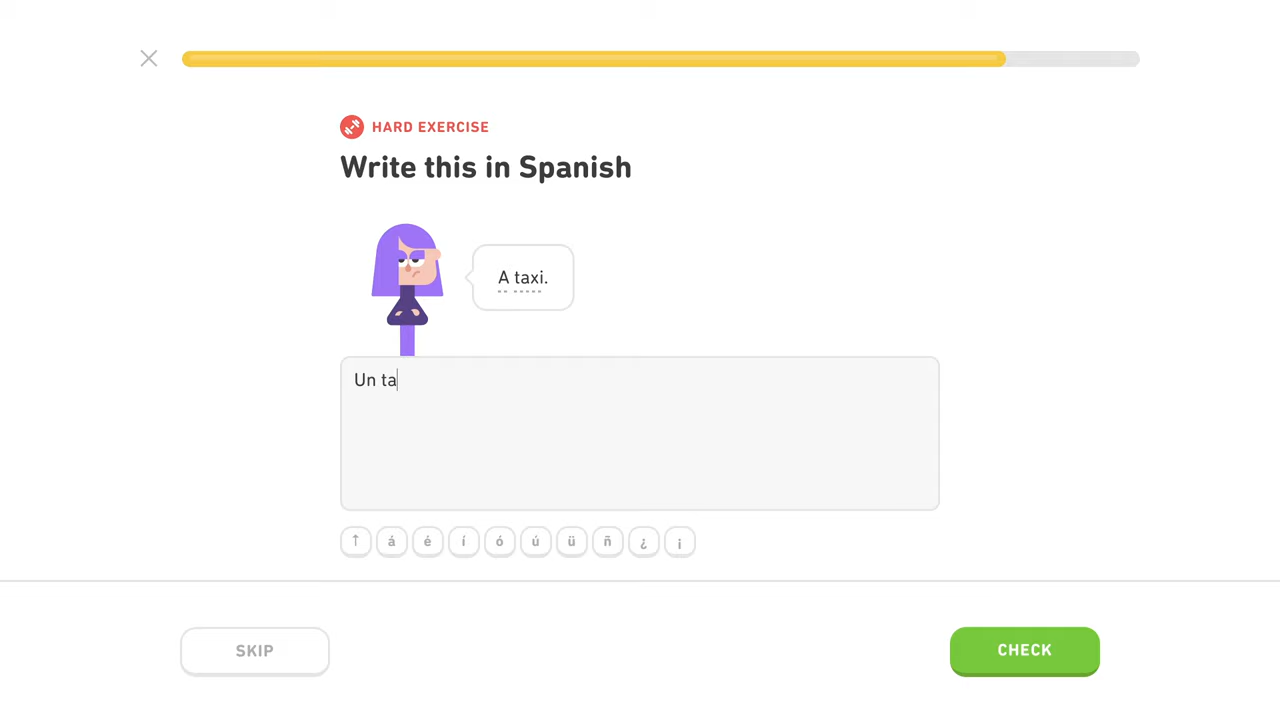 HARD EXERCISE
Write this in Spanish
A taxi.
Un ta
↑ á é í ó ú ü ñ ¿ ¡
SKIP CHECK